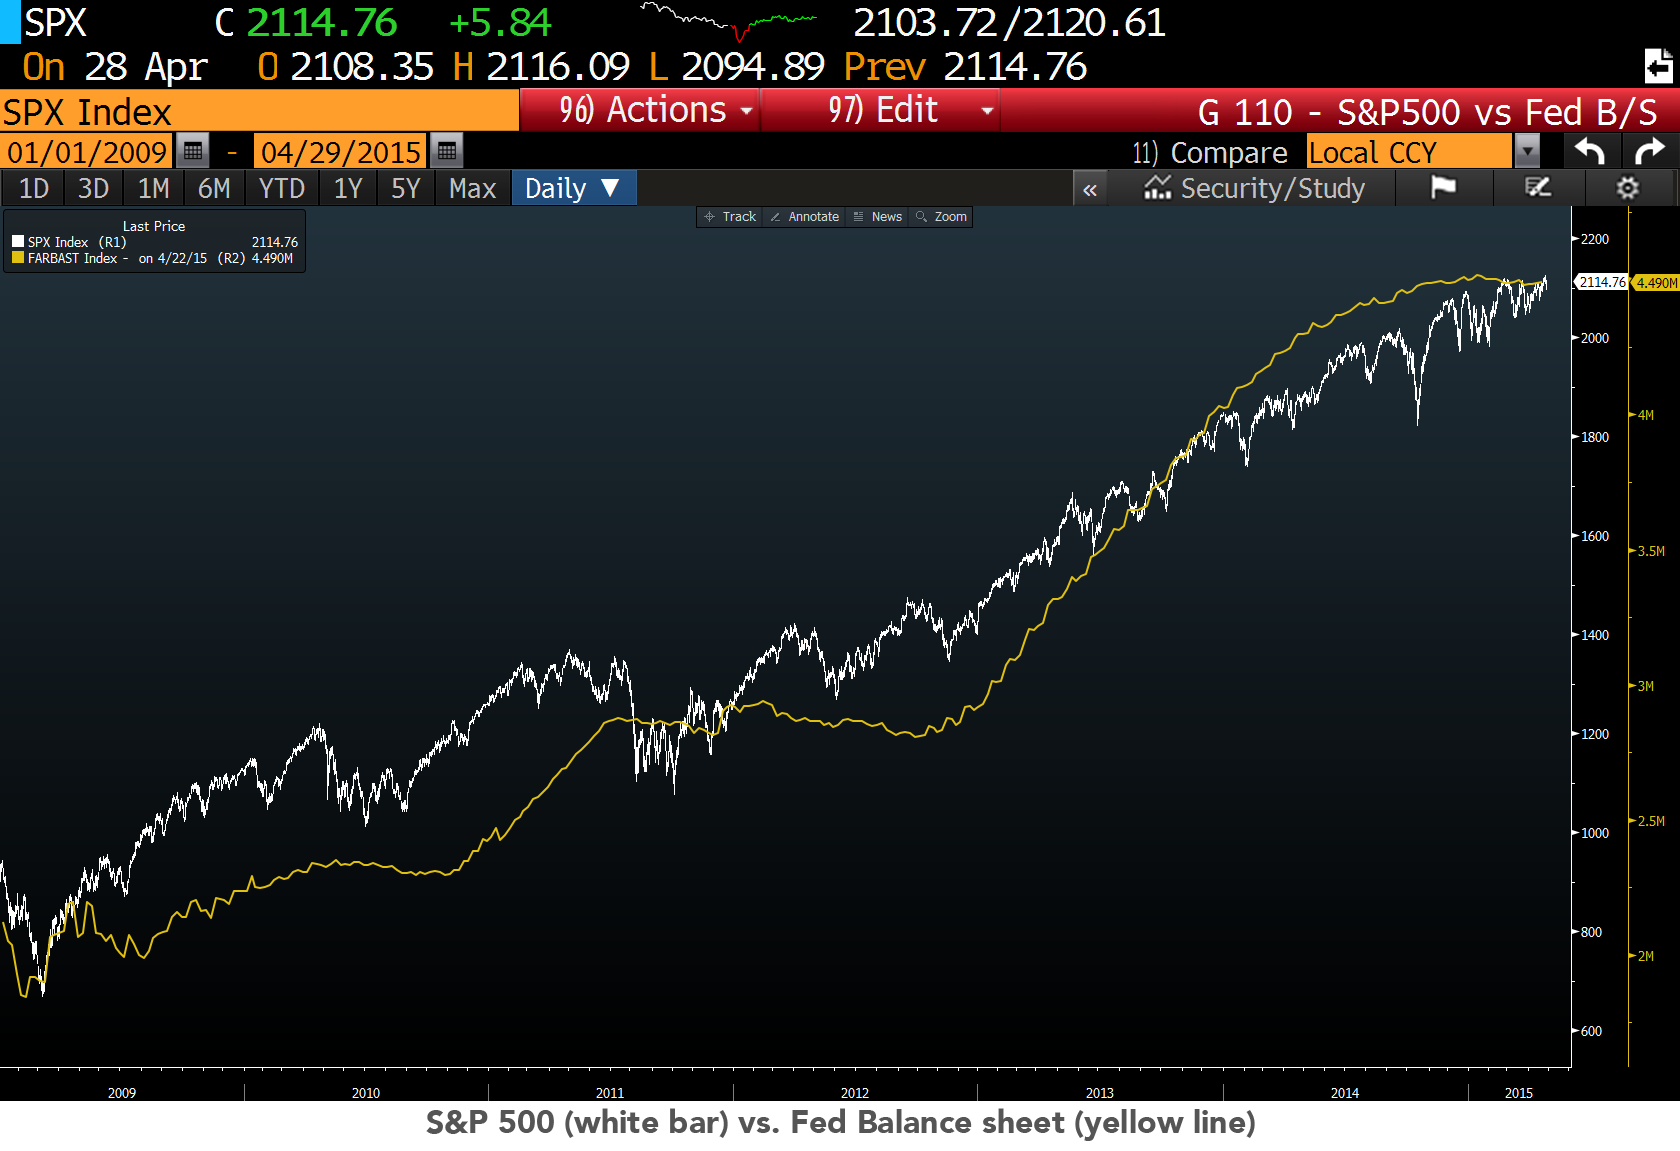 SPX C 2114.76 +5.84 2103.72/2120.61
On 28 Apr O 2108.35 H 2116.09 L 2094.89 Prev 2114.76
SPX Index 96) Actions 97) Edit G 110 - S&P500 vs Fed B/S
01/01/2009 - 04/29/2015 11) Compare Local CCY
1D 3D 1M 6M YTD 1Y 5Y Max Daily ▼ « Security/Study
Track Annotate News Zoom
Last Price
SPX Index (R1) 2114.76
FARBAST Index - on 4/22/15 (R2) 4.490M
2200
2114.76 4.490M
2000
4M
1800
1600
3.5M
1400
3M
1200
2.5M
1000
800
2M
600
2009 2010 2011 2012 2013 2014 2015
S&P 500 (white bar) vs. Fed Balance sheet (yellow line)